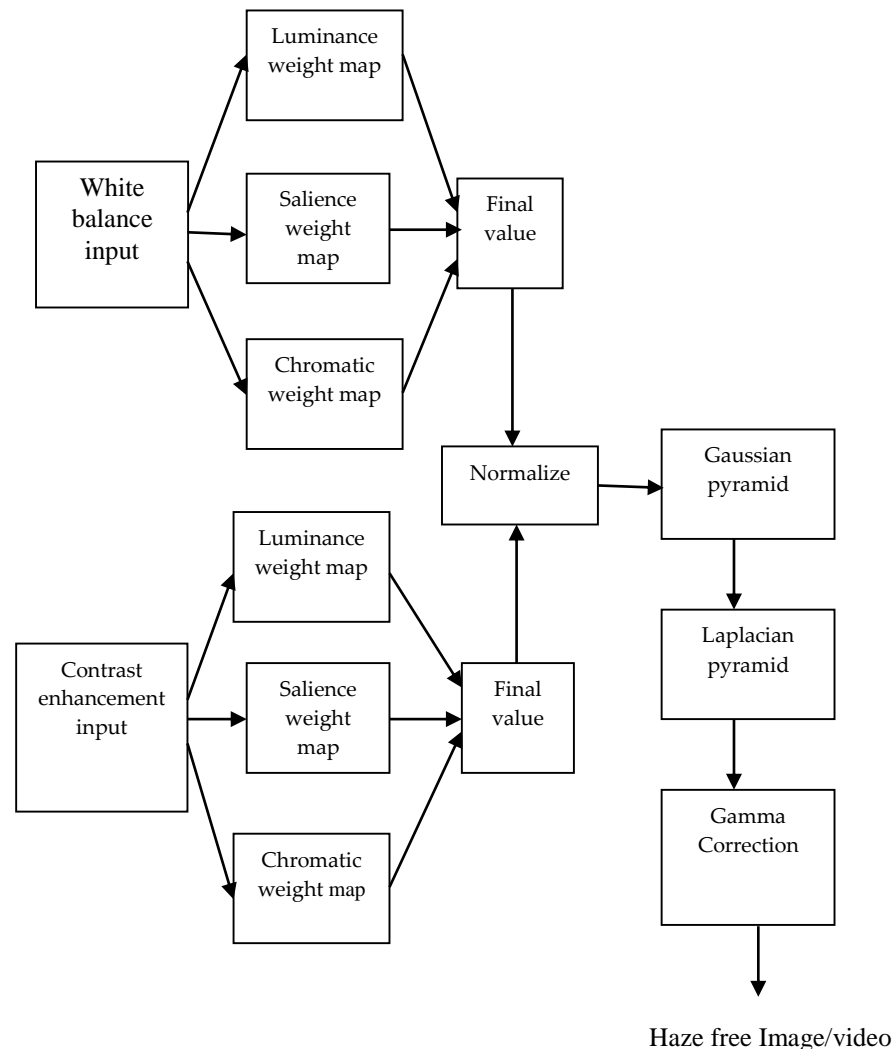 Luminance
weight map
White
balance
input
Salience
weight
map
Final
value
Chromatic
weight map
Normalize
Gaussian
pyramid
Luminance
weight map
Contrast
enhancement
input
Salience
weight
map
Final
value
Laplacian
pyramid
Chromatic
weight map
Gamma
Correction
Haze free Image/video